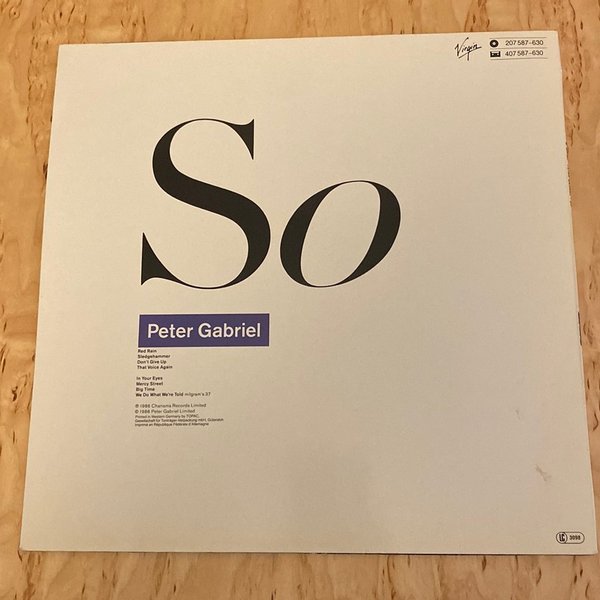 Virgin
207 587-630
407 587-630
So
Peter Gabriel
Red Rain
Sledgehammer
Don't Give Up
That Voice Again
In Your Eyes
Mercy Street
Big Time
We Do What We're Told milgram's 37
℗ 1986 Charisma Records Limited
© 1986 Peter Gabriel Limited
Printed in Western Germany by TOPAC,
Gesellschaft für Tonträger-Verpackung mbH, Gütersloh
Imprimé en République Fédérale d'Allemagne
LC 3098